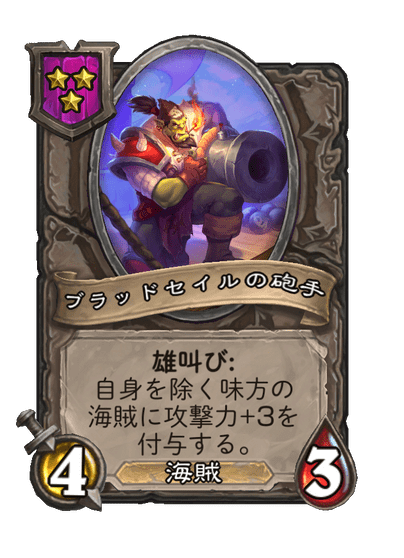 ブラッドセイルの砲手
雄叫び:
自身を除く味方の
海賊に攻撃力+3を
付与する。
4
海賊
3